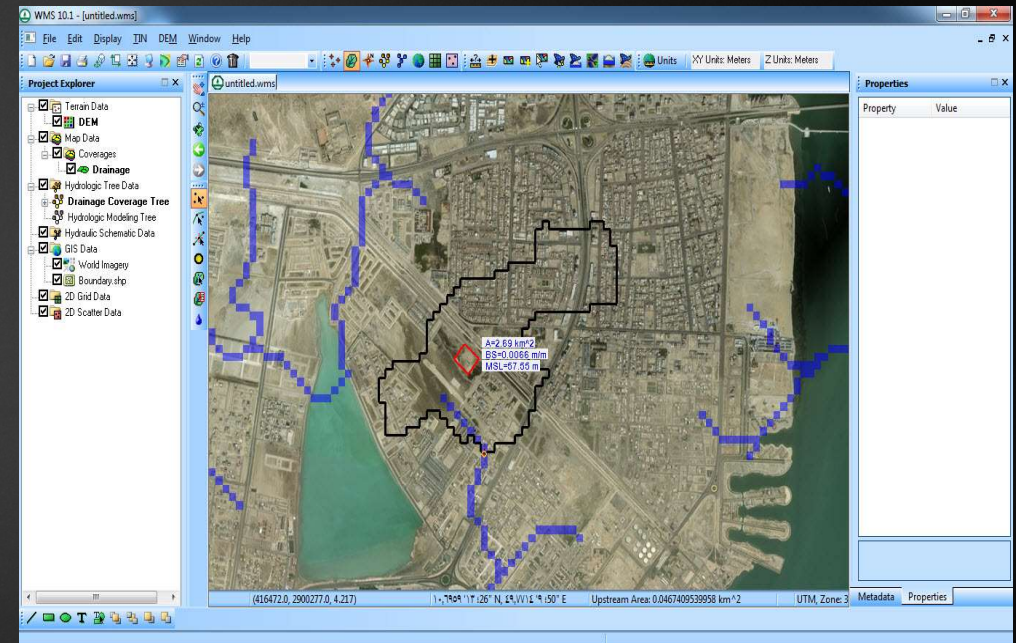 WMS 10.1 - [untitled.wms]
File Edit Display TIN DEM Window Help
Units XY Units: Meters Z Units: Meters
Project Explorer
untitled.wms
Properties
Property Value
Terrain Data
DEM
Map Data
Coverages
Drainage
Hydrologic Tree Data
Drainage Coverage Tree
Hydrologic Modeling Tree
Hydraulic Schematic Data
GIS Data
World Imagery
Boundary.shp
2D Grid Data
2D Scatter Data
A=2.69 km^2
BS=0.0066 m/m
MSL=67.55 m
(416472.0, 2900277.0, 4.217) Upstream Area: 0.0467409539958 km^2 UTM, Zone: 3
Metadata Properties
T